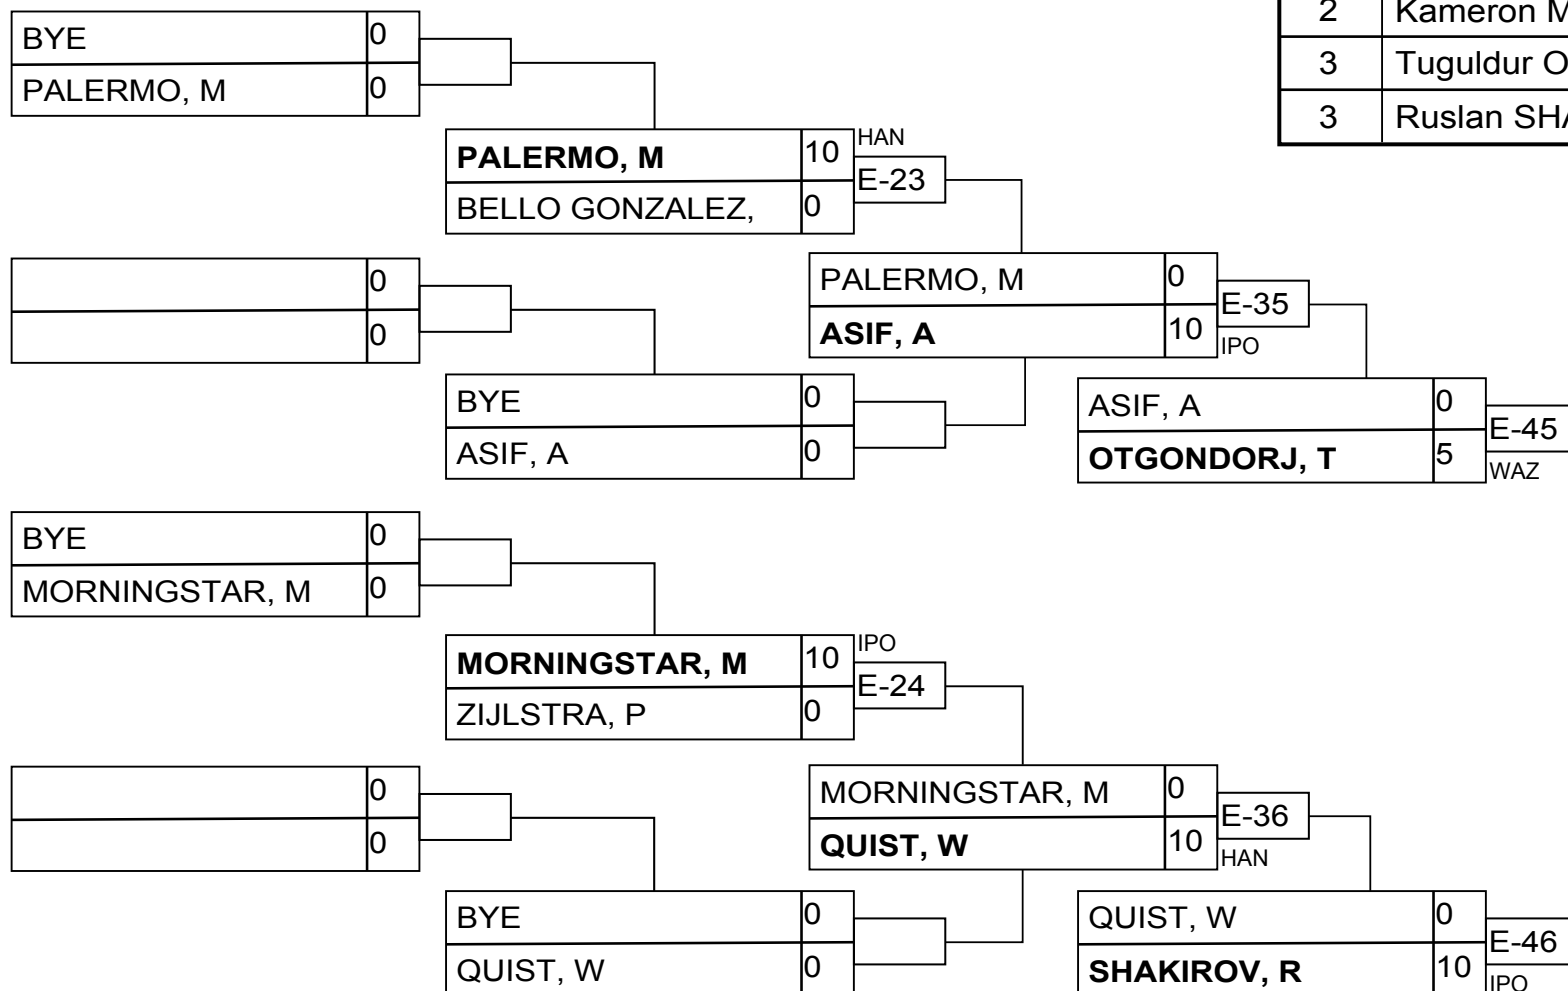 2 Kameron M
3 Tuguldur O
3 Ruslan SHA
BYE 0
PALERMO, M 0
PALERMO, M 10 HAN
E-23
BELLO GONZALEZ, 0
0
0
PALERMO, M 0
E-35
ASIF, A 10 IPO
BYE 0
ASIF, A 0
ASIF, A 0
E-45
OTGONDORJ, T 5 WAZ
BYE 0
MORNINGSTAR, M 0
MORNINGSTAR, M 10 IPO
E-24
ZIJLSTRA, P 0
0
0
MORNINGSTAR, M 0
E-36
QUIST, W 10 HAN
BYE 0
QUIST, W 0
QUIST, W 0
E-46
SHAKIROV, R 10 IPO